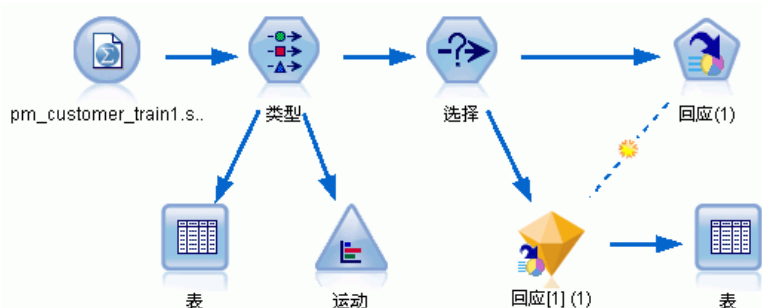 pm_customer_train1.s..
类型
选择
回应(1)
表
运动
回应[1] (1)
表